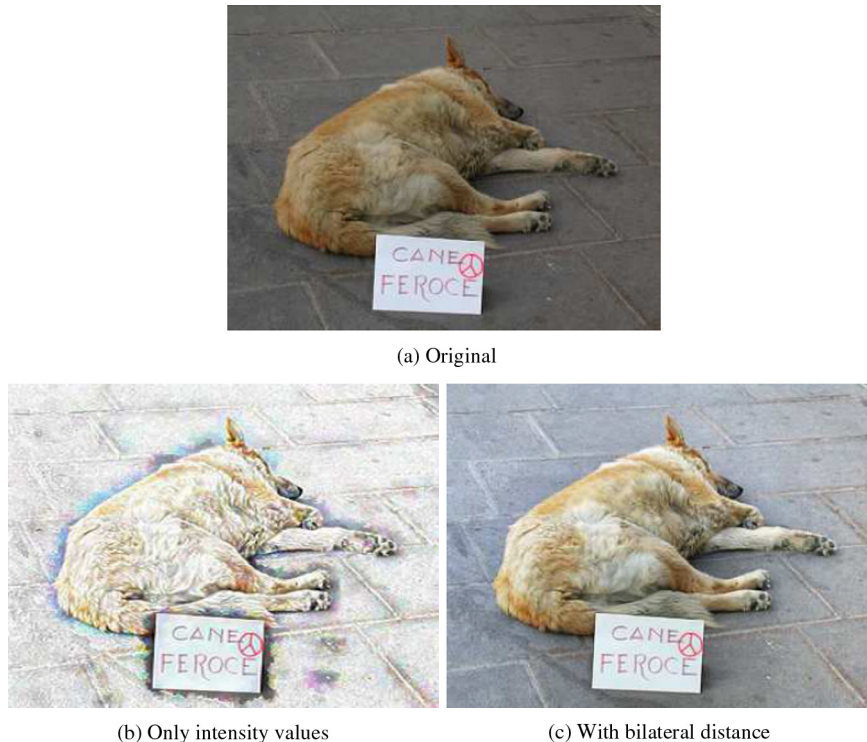 CANE
FEROCE
(a) Original
CANE
FEROCE
CANE
FEROCE
(b) Only intensity values
(c) With bilateral distance